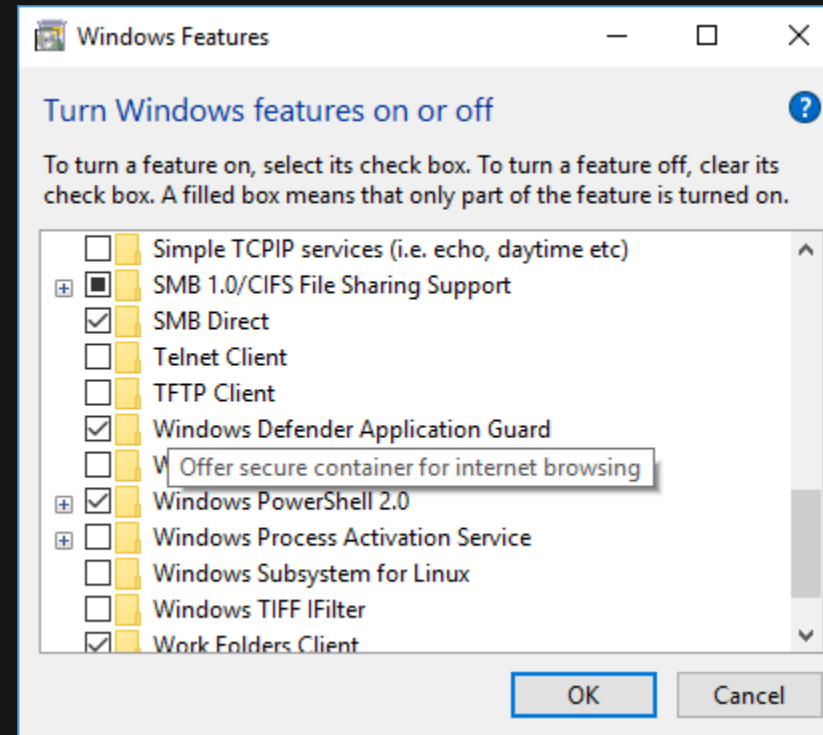 Windows Features
Turn Windows features on or off
To turn a feature on, select its check box. To turn a feature off, clear its
check box. A filled box means that only part of the feature is turned on.
Simple TCPIP services (i.e. echo, daytime etc)
SMB 1.0/CIFS File Sharing Support
SMB Direct
Telnet Client
TFTP Client
Windows Defender Application Guard
Offer secure container for internet browsing
Windows PowerShell 2.0
Windows Process Activation Service
Windows Subsystem for Linux
Windows TIFF IFilter
Work Folders Client
OK Cancel